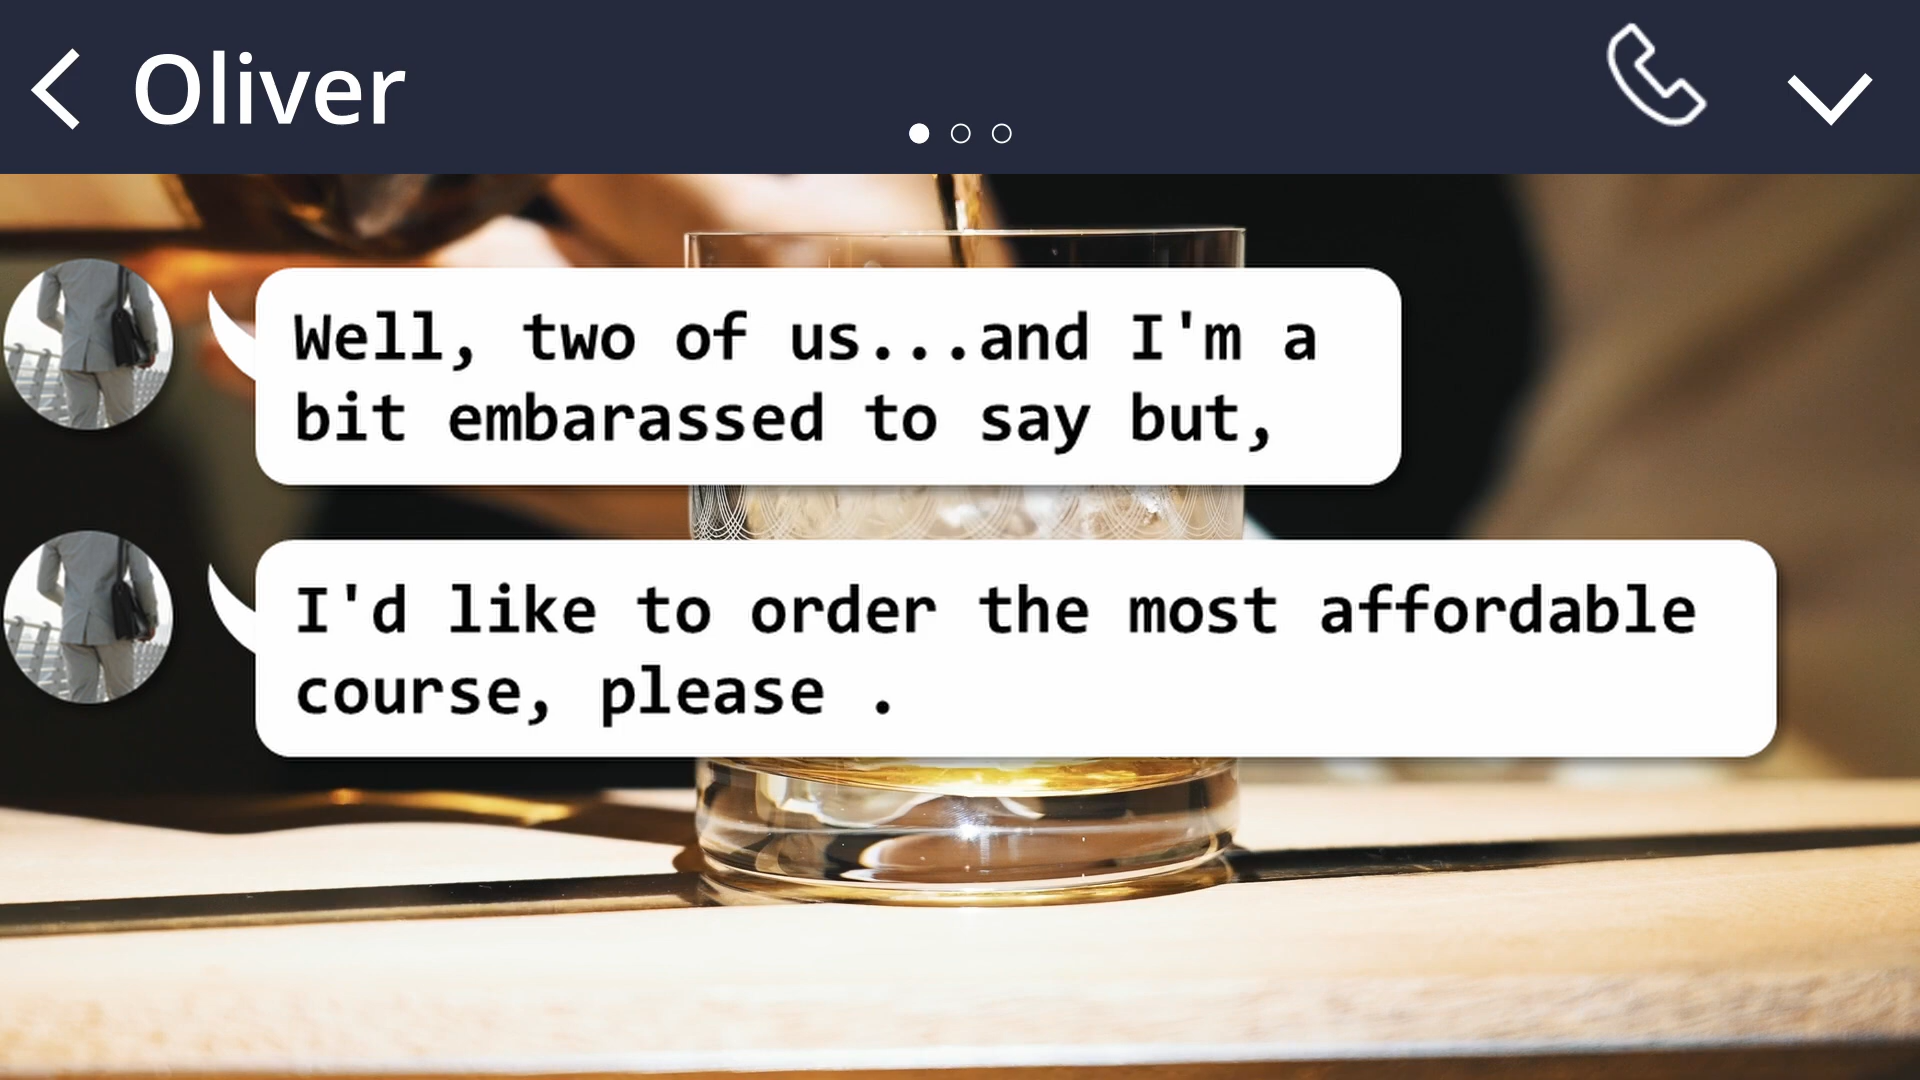 Oliver
Well, two of us...and I'm a
bit embarassed to say but,
I'd like to order the most affordable
course, please .